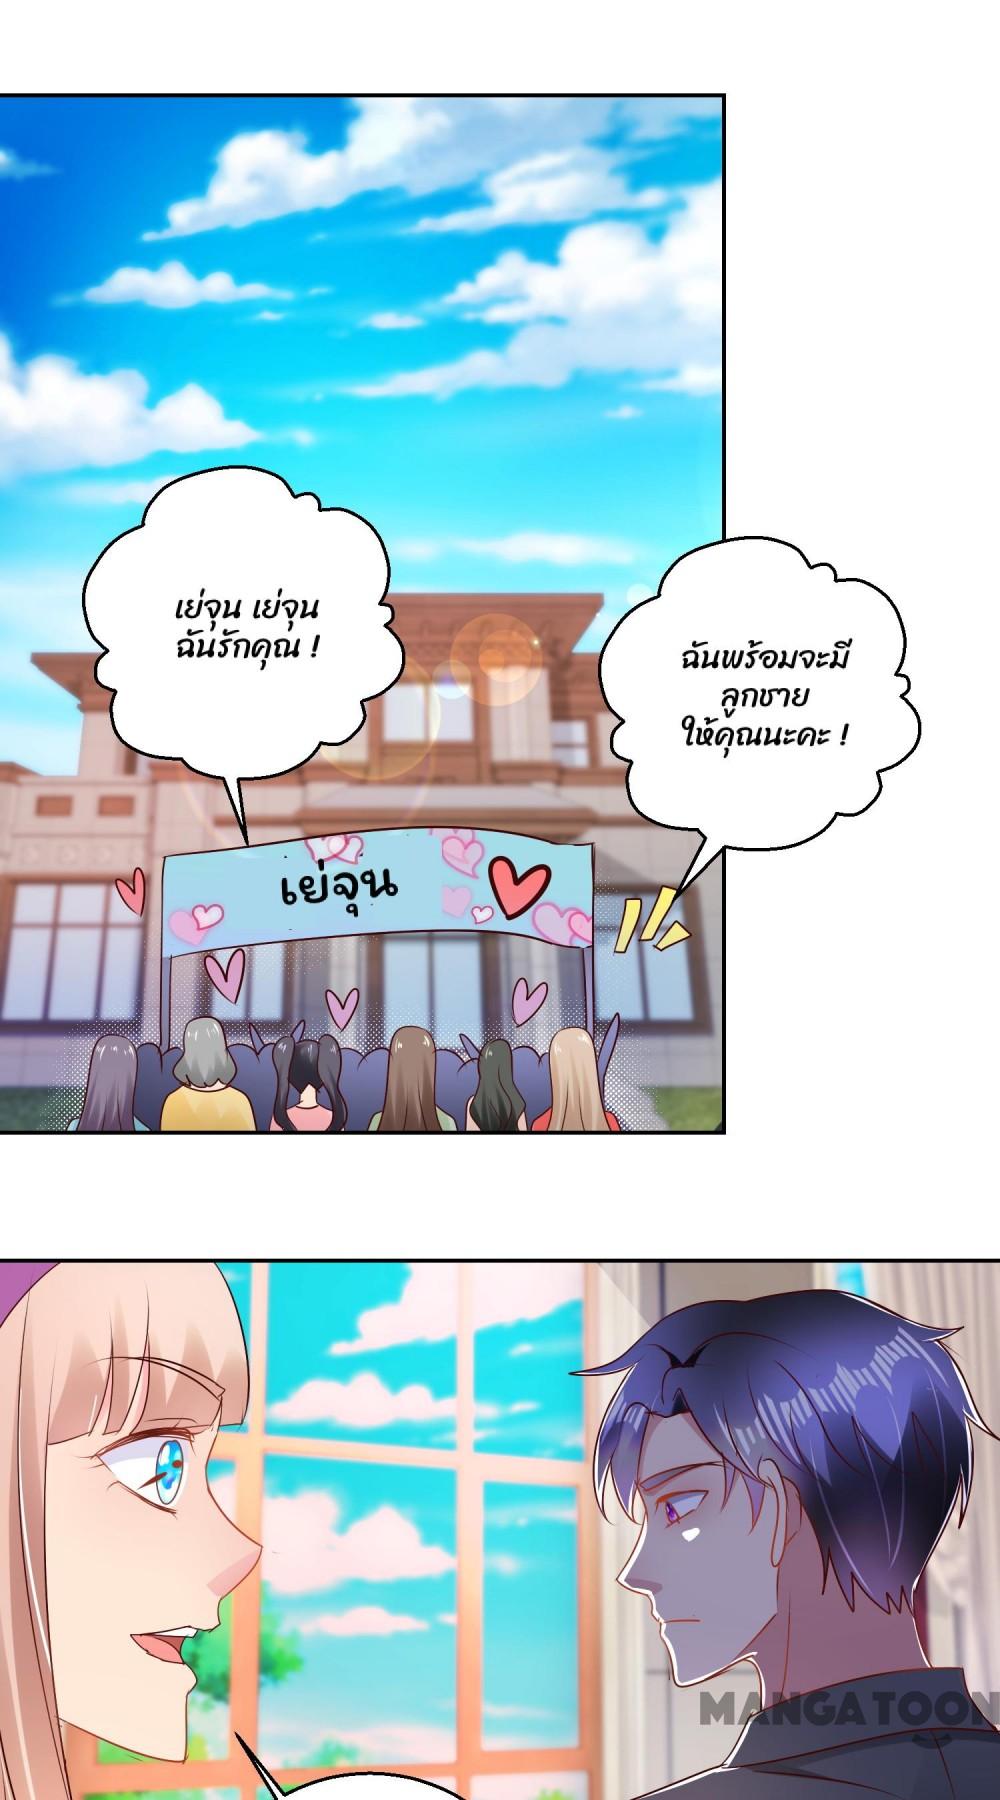 เย่จุน เย่จุน
ฉันรักคุณ !
ฉันพร้อมจะมี
ลูกชาย
ให้คุณนะคะ !
เย่จุน
MANGATOON